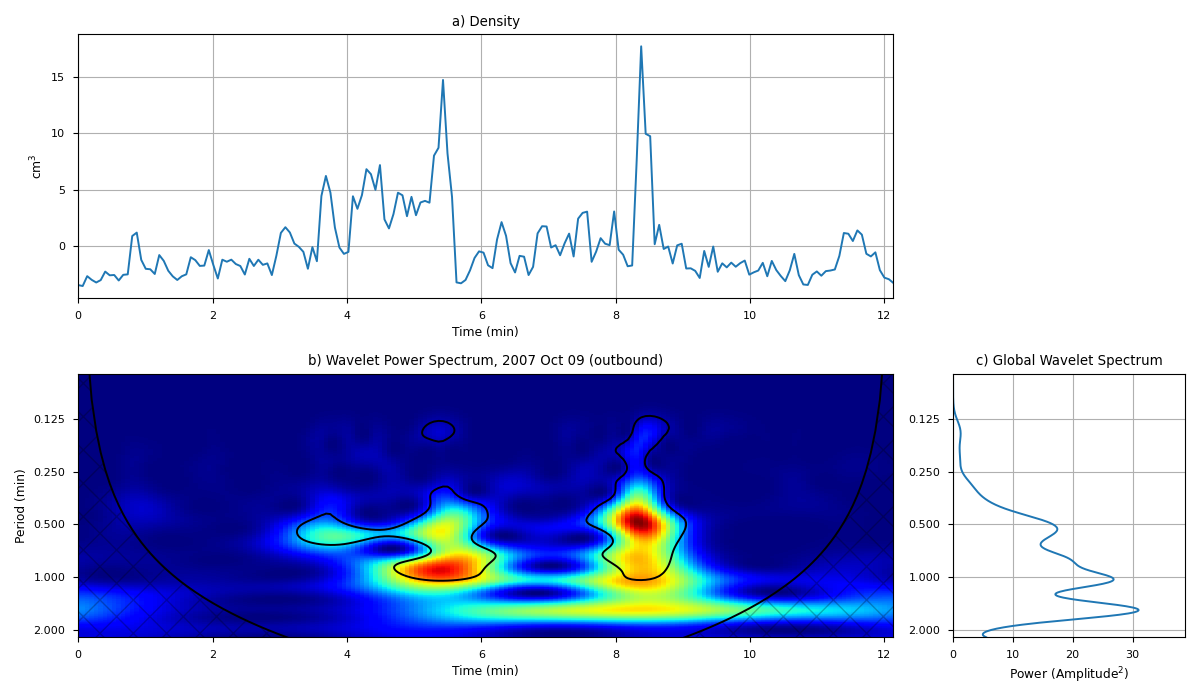 a) Density
cm³
15
10
5
0
0 2 4 6 8 10 12
Time (min)
b) Wavelet Power Spectrum, 2007 Oct 09 (outbound)
Period (min)
0.125
0.250
0.500
1.000
2.000
0 2 4 6 8 10 12
Time (min)
c) Global Wavelet Spectrum
0.125
0.250
0.500
1.000
2.000
0 10 20 30
Power (Amplitude²)